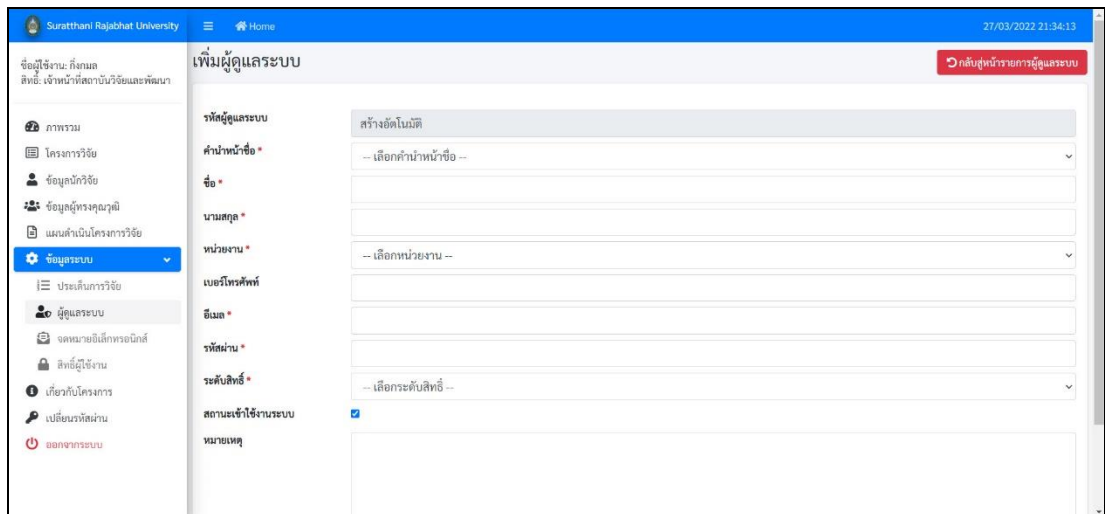 Suratthani Rajabhat University
Home
27/03/2022 21:34:13
ชื่อผู้ใช้งาน: กิ่งกมล
สิทธิ์: เจ้าหน้าที่สถาบันวิจัยและพัฒนา
ภาพรวม
โครงการวิจัย
ข้อมูลนักวิจัย
ข้อมูลผู้ทรงคุณวุฒิ
แผนดำเนินโครงการวิจัย
ข้อมูลระบบ
ประเด็นการวิจัย
ผู้ดูแลระบบ
จดหมายอิเล็กทรอนิกส์
สิทธิ์ผู้ใช้งาน
เกี่ยวกับโครงการ
เปลี่ยนรหัสผ่าน
ออกจากระบบ
เพิ่มผู้ดูแลระบบ
กลับสู่หน้ารายการผู้ดูแลระบบ
รหัสผู้ดูแลระบบ
สร้างอัตโนมัติ
คำนำหน้าชื่อ *
-- เลือกคำนำหน้าชื่อ --
ชื่อ *
นามสกุล *
หน่วยงาน *
-- เลือกหน่วยงาน --
เบอร์โทรศัพท์
อีเมล *
รหัสผ่าน *
ระดับสิทธิ์ *
-- เลือกระดับสิทธิ์ --
สถานะเข้าใช้งานระบบ
หมายเหตุ